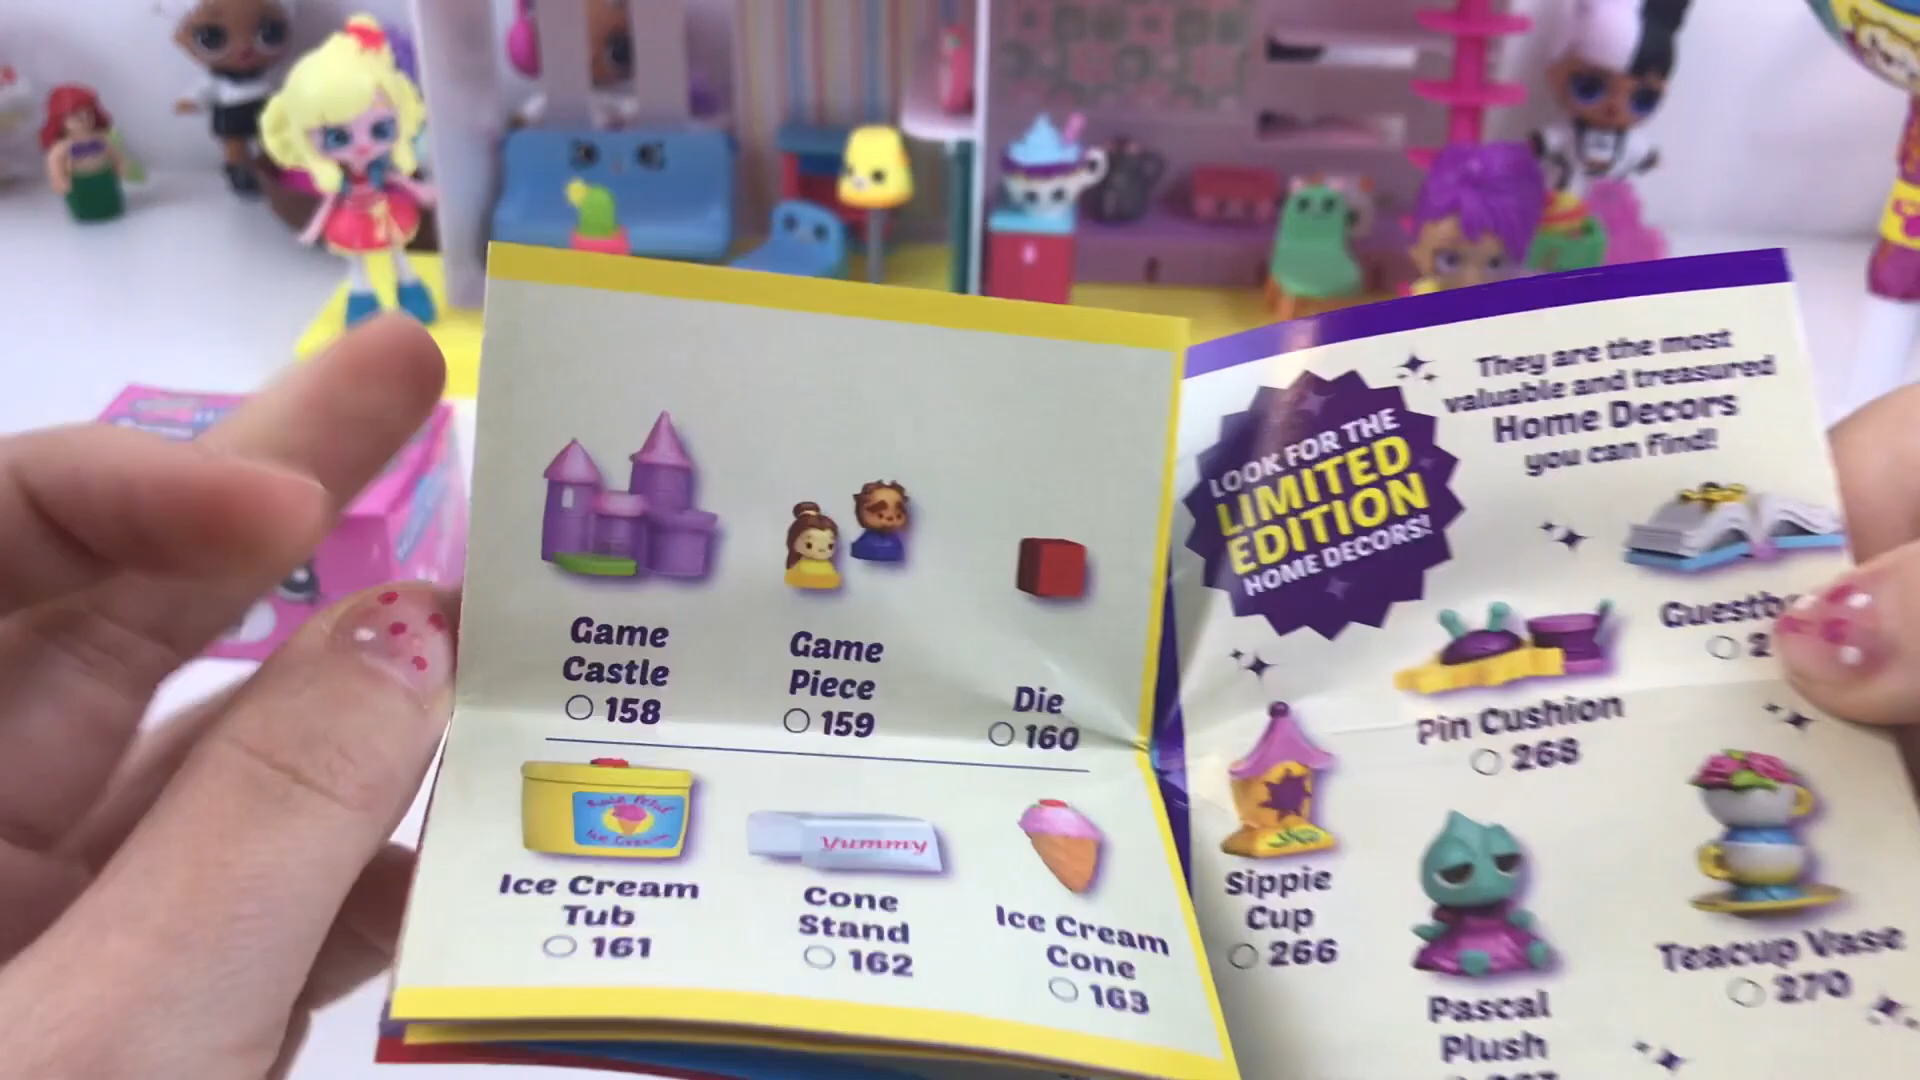 Game
Castle
158
Game
Piece
159
Die
160
Yummy
Ice Cream
Tub
161
Cone
Stand
162
Ice Cream
Cone
163
LOOK FOR THE
LIMITED
EDITION
HOME DECORS!
They are the most
valuable and treasured
Home Decors
you can find!
Pin Cushion
268
Sippie
Cup
266
Pascal
Plush
Teacup Vase
270